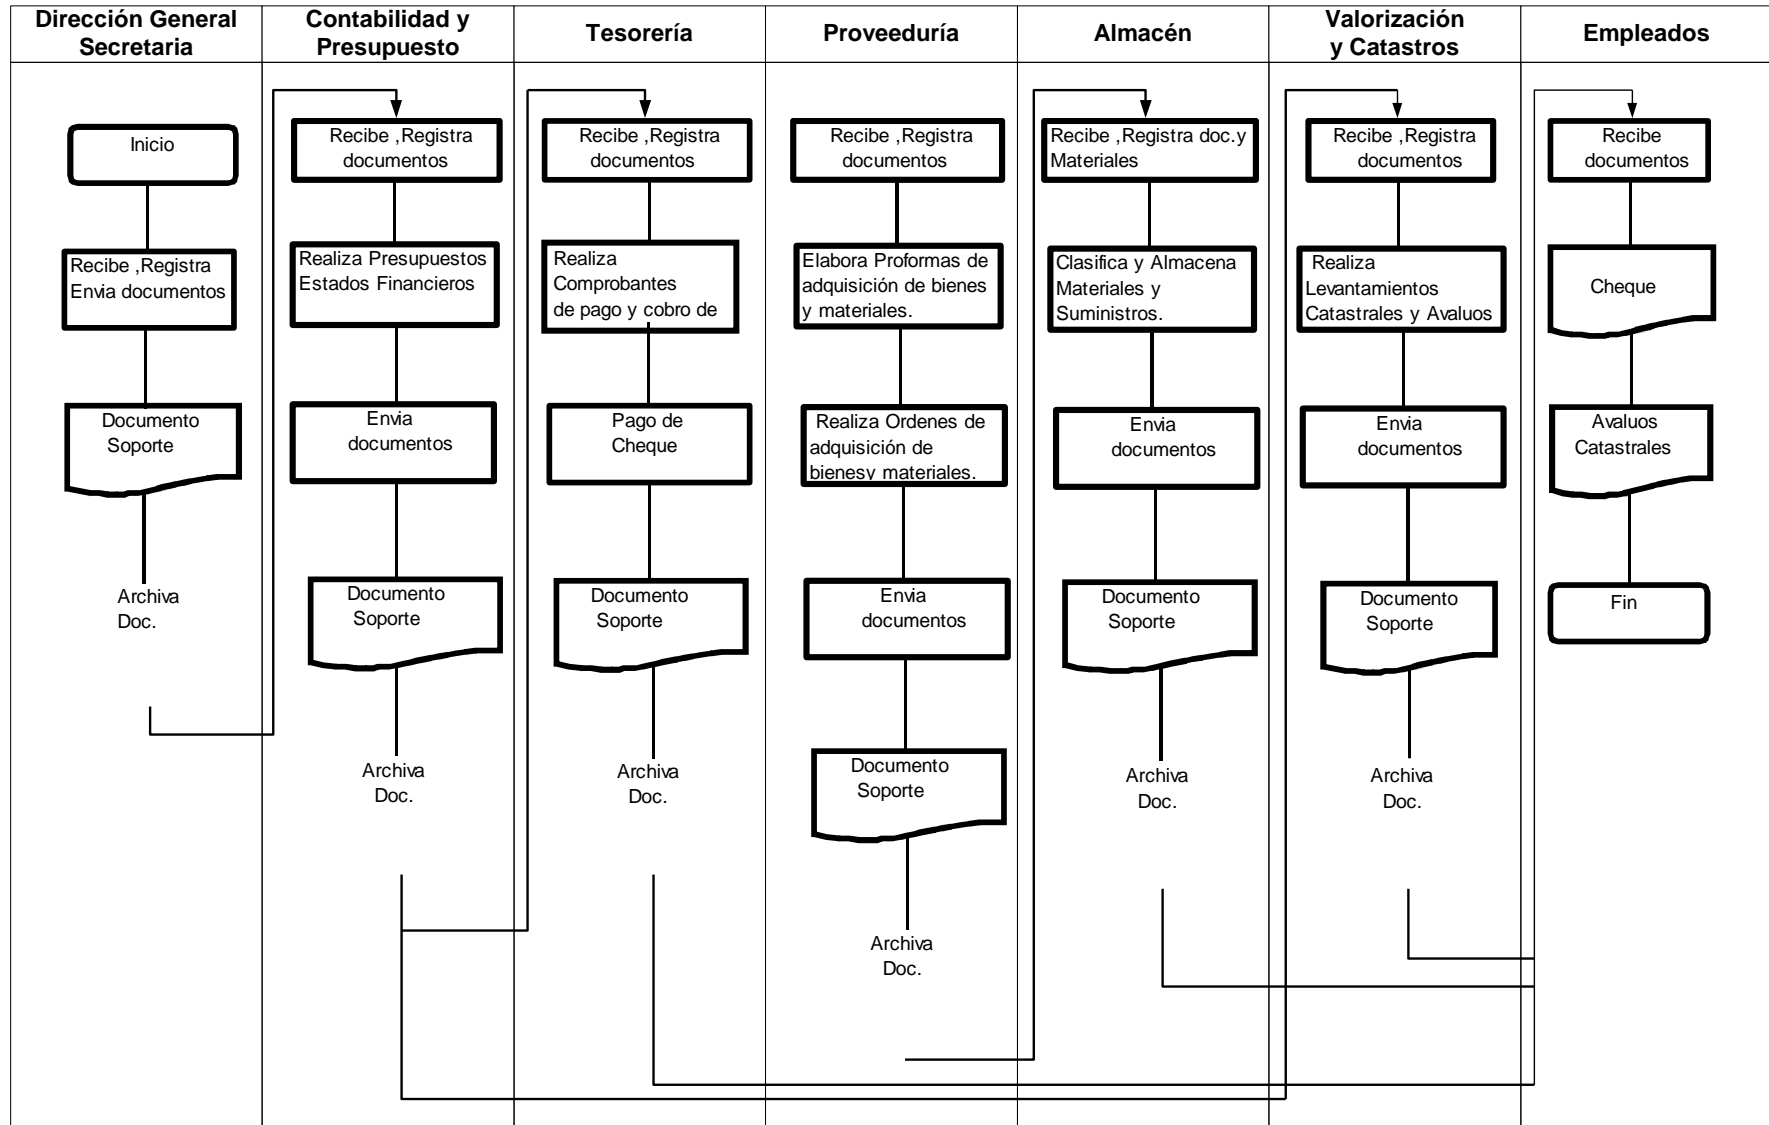 Dirección General
Secretaria
Contabilidad y
Presupuesto
Tesorería
Proveeduría
Almacén
Valorización
y Catastros
Empleados
Inicio
Recibe ,Registra
Envia documentos
Documento
Soporte
Archiva
Doc.
Recibe ,Registra
documentos
Realiza Presupuestos
Estados Financieros
Envia
documentos
Documento
Soporte
Archiva
Doc.
Recibe ,Registra
documentos
Realiza
Comprobantes
de pago y cobro de
Pago de
Cheque
Documento
Soporte
Archiva
Doc.
Recibe ,Registra
documentos
Elabora Proformas de
adquisición de bienes
y materiales.
Realiza Ordenes de
adquisición de
bienesy materiales.
Envia
documentos
Documento
Soporte
Archiva
Doc.
Recibe ,Registra doc.y
Materiales
Clasifica y Almacena
Materiales y
Suministros.
Envia
documentos
Documento
Soporte
Archiva
Doc.
Recibe ,Registra
documentos
Realiza
Levantamientos
Catastrales y Avaluos
Envia
documentos
Documento
Soporte
Archiva
Doc.
Recibe
documentos
Cheque
Avaluos
Catastrales
Fin